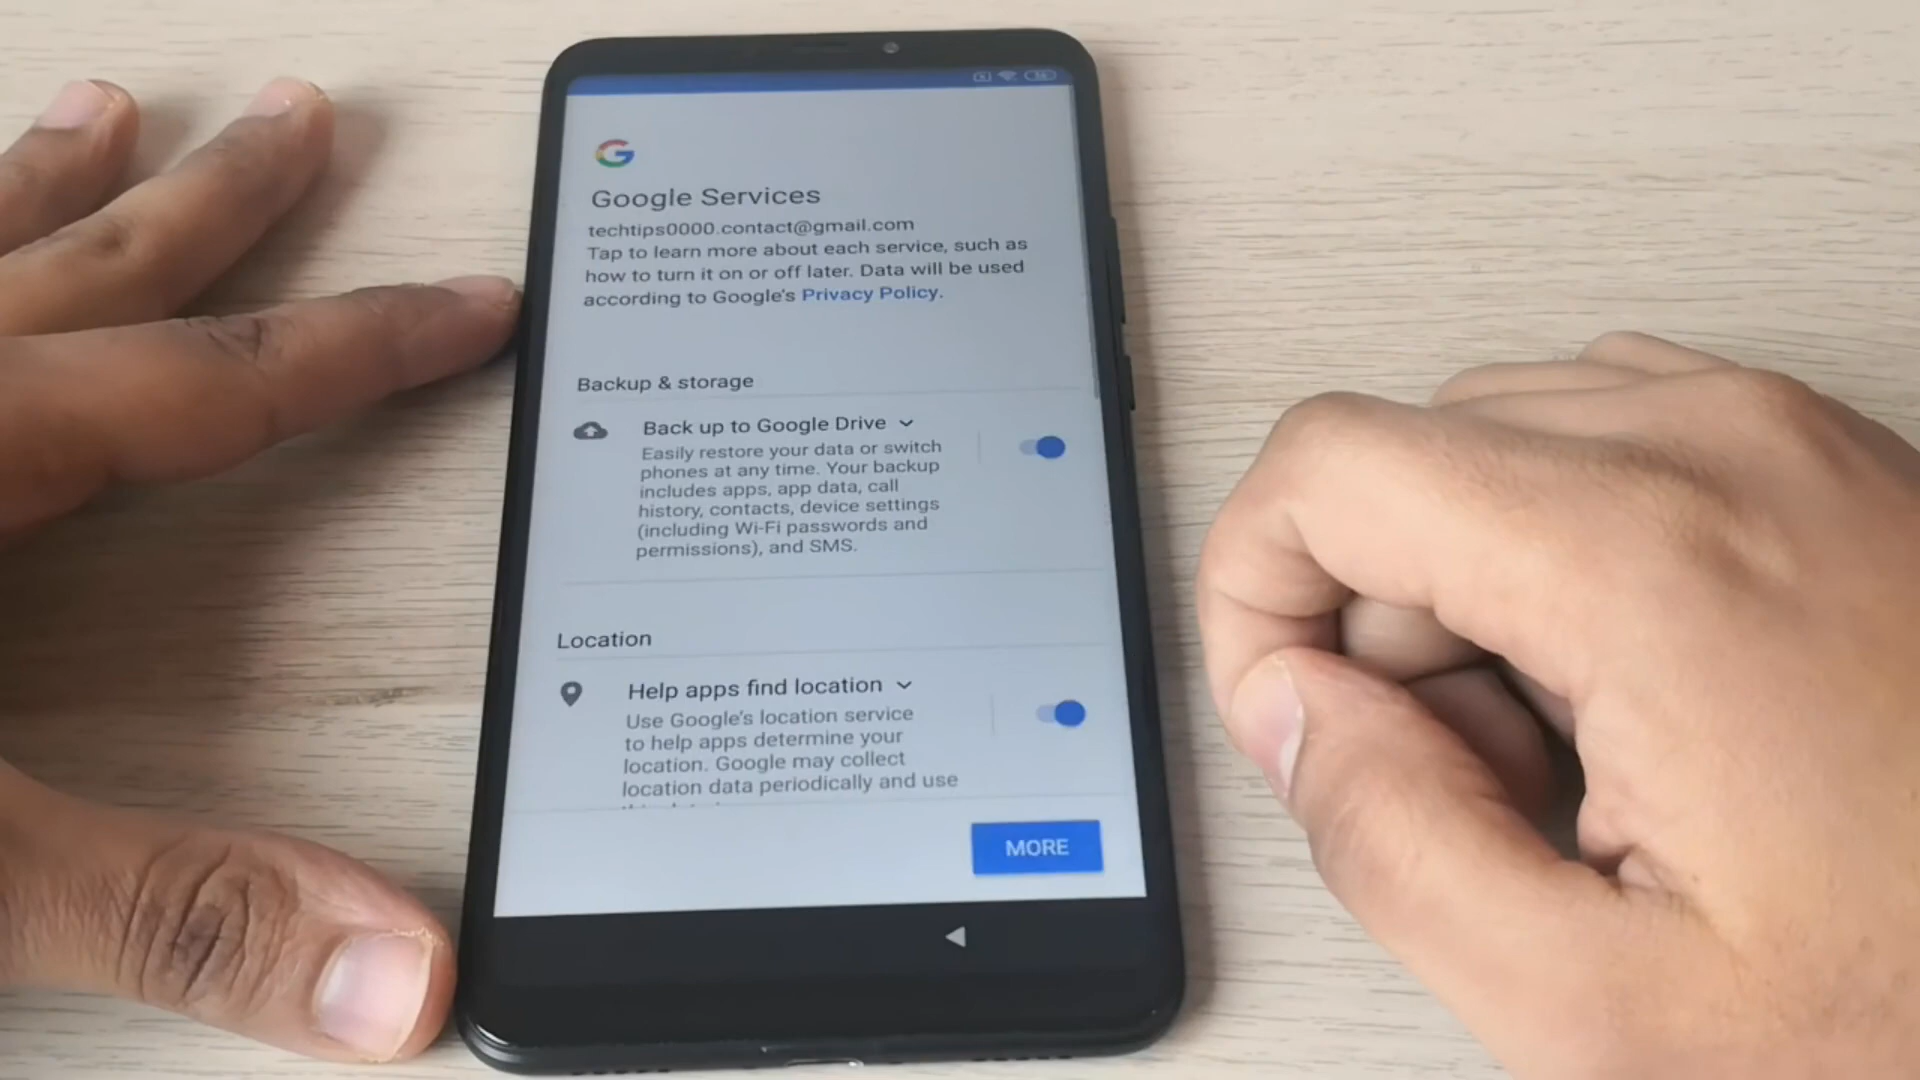 Google Services
techtips0000.contact@gmail.com
Tap to learn more about each service, such as
how to turn it on or off later. Data will be used
according to Google's Privacy Policy.
Backup & storage
Back up to Google Drive
Easily restore your data or switch
phones at any time. Your backup
includes apps, app data, call
history, contacts, device settings
(including Wi-Fi passwords and
permissions), and SMS.
Location
Help apps find location
Use Google's location service
to help apps determine your
location. Google may collect
location data periodically and use
MORE